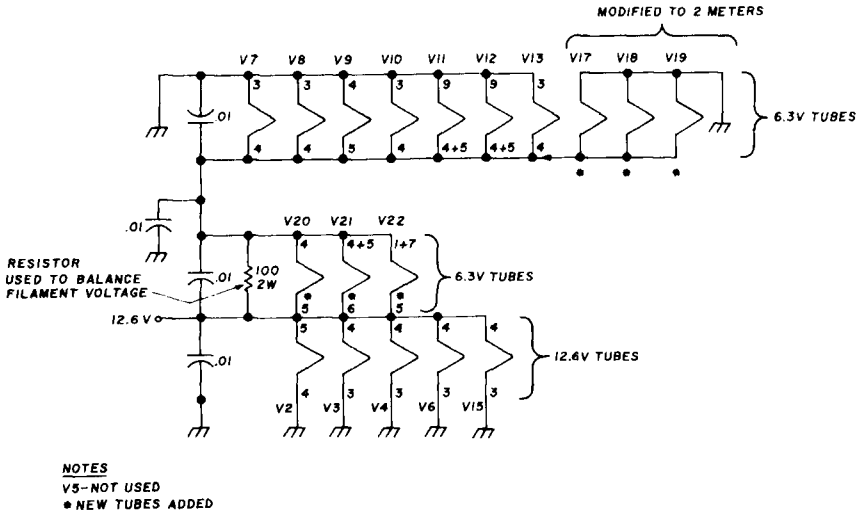 MODIFIED TO 2 METERS
V7 V8 V9 V10 V11 V12 V13 V17 V18 V19
3 3 4 3 9 9 3
.01
6.3V TUBES
4 4 5 4 4+5 4+5 4
* * *
.01
V20 V21 V22
4 4+5 1+7
RESISTOR
USED TO BALANCE
FILAMENT VOLTAGE
.01
100
2W
6.3V TUBES
* * *
5 6 5
12.6V
5 4 4 4 4
.01
12.6V TUBES
4 3 3 3 3
V2 V3 V4 V6 V15
NOTES
V5-NOT USED
* NEW TUBES ADDED